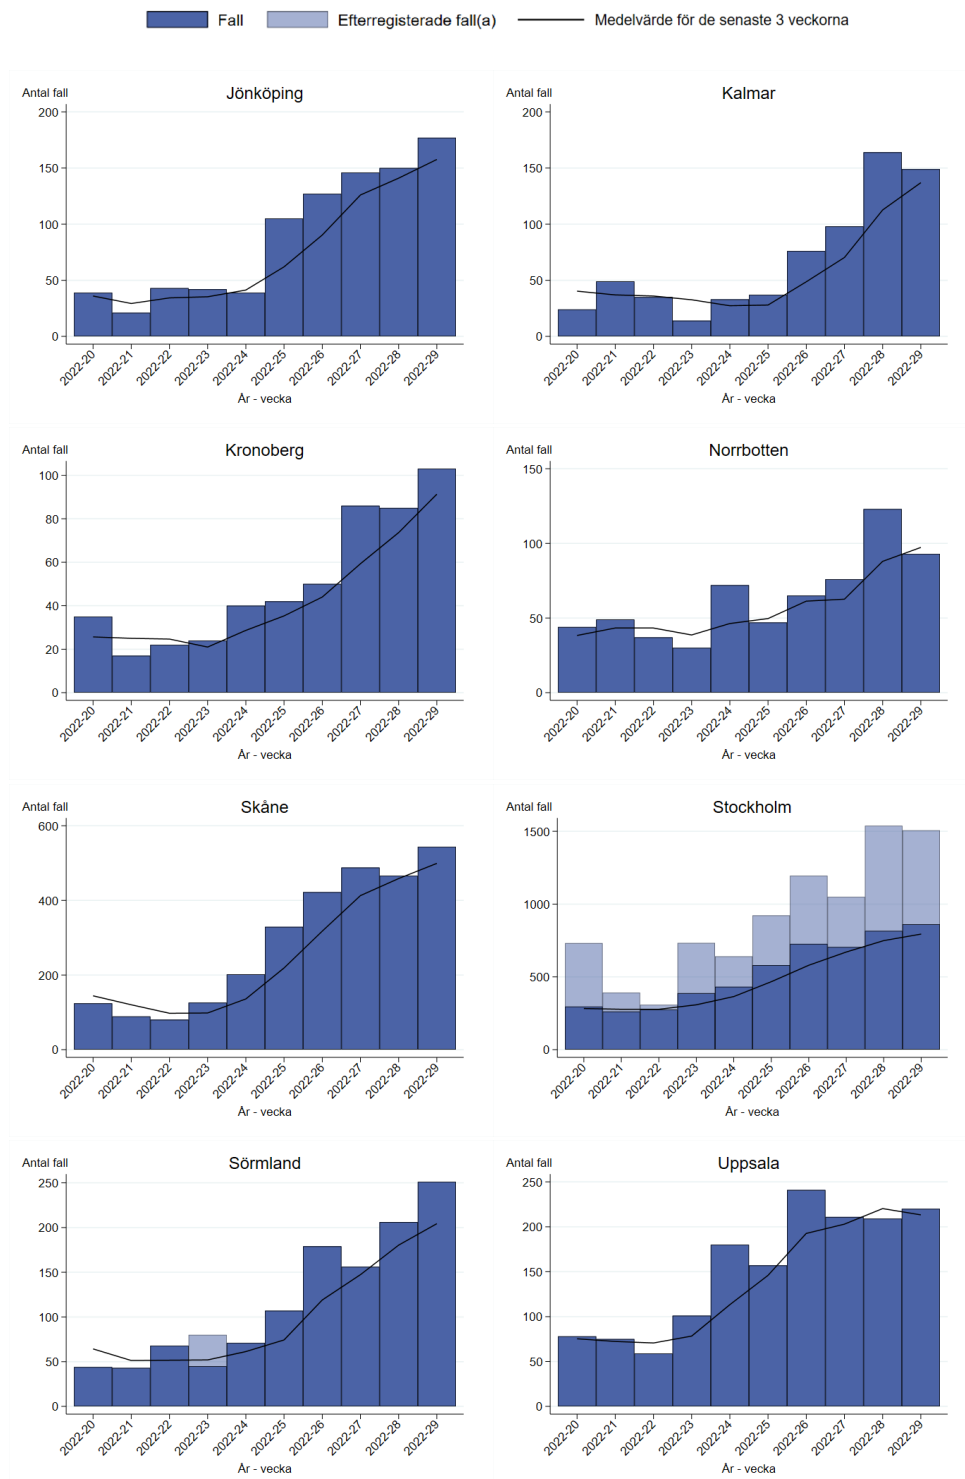 Fall Efterregisterade fall(a) Medelvärde för de senaste 3 veckorna
Antal fall Jönköping
200
150
100
50
0
2022-20 2022-21 2022-22 2022-23 2022-24 2022-25 2022-26 2022-27 2022-28 2022-29
År - vecka
Antal fall Kalmar
200
150
100
50
0
2022-20 2022-21 2022-22 2022-23 2022-24 2022-25 2022-26 2022-27 2022-28 2022-29
År - vecka
Antal fall Kronoberg
100
80
60
40
20
0
2022-20 2022-21 2022-22 2022-23 2022-24 2022-25 2022-26 2022-27 2022-28 2022-29
År - vecka
Antal fall Norrbotten
150
100
50
0
2022-20 2022-21 2022-22 2022-23 2022-24 2022-25 2022-26 2022-27 2022-28 2022-29
År - vecka
Antal fall Skåne
600
400
200
0
2022-20 2022-21 2022-22 2022-23 2022-24 2022-25 2022-26 2022-27 2022-28 2022-29
År - vecka
Antal fall Stockholm
1500
1000
500
0
2022-20 2022-21 2022-22 2022-23 2022-24 2022-25 2022-26 2022-27 2022-28 2022-29
År - vecka
Antal fall Sörmland
250
200
150
100
50
0
2022-20 2022-21 2022-22 2022-23 2022-24 2022-25 2022-26 2022-27 2022-28 2022-29
År - vecka
Antal fall Uppsala
250
200
150
100
50
0
2022-20 2022-21 2022-22 2022-23 2022-24 2022-25 2022-26 2022-27 2022-28 2022-29
År - vecka